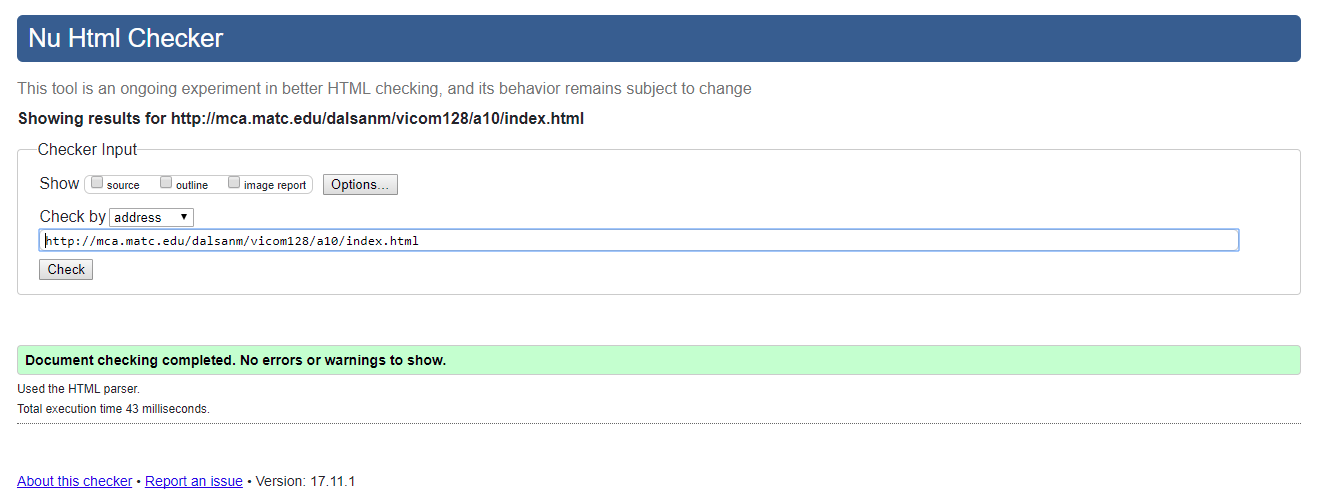 Nu Html Checker
This tool is an ongoing experiment in better HTML checking, and its behavior remains subject to change
Showing results for http://mca.matc.edu/dalsanm/vicom128/a10/index.html
Checker Input
Show source outline image report Options...
Check by address
http://mca.matc.edu/dalsanm/vicom128/a10/index.html
Check
Document checking completed. No errors or warnings to show.
Used the HTML parser.
Total execution time 43 milliseconds.
About this checker • Report an issue • Version: 17.11.1